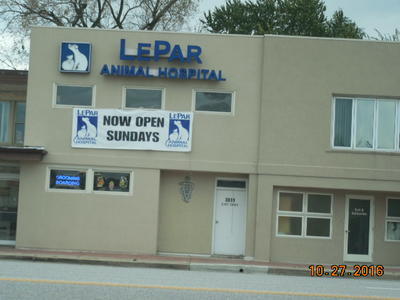 LEPAR
ANIMAL HOSPITAL
LEPAR
ANIMAL
HOSPITAL
NOW OPEN
SUNDAYS
LEPAR
ANIMAL
HOSPITAL
GROOMING
BOARDING
10.27.2016